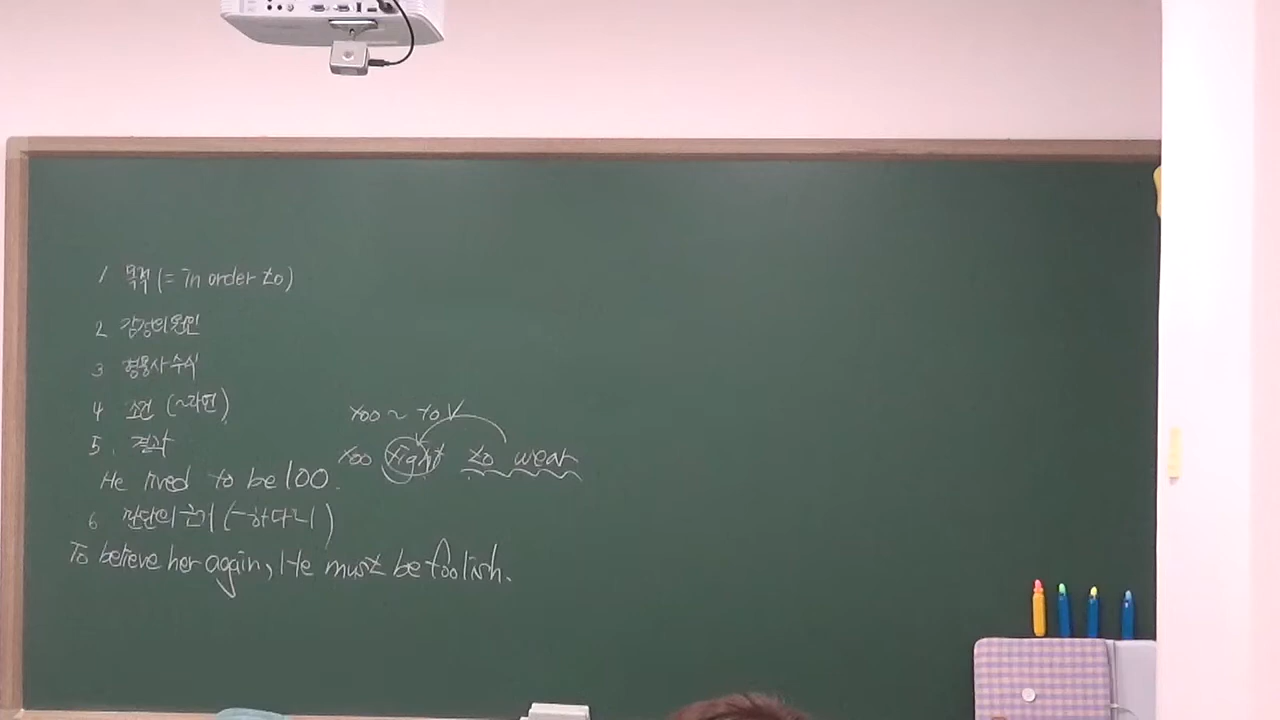 1 목적 (= in order to)
2 감정의 원인
3 형용사 수식
4 조건 (~라면)
too ~ to V
5. 결과
too tight to wear
He lived to be 100.
6 판단의 근거 (~하다니)
To believe her again, He must be foolish.